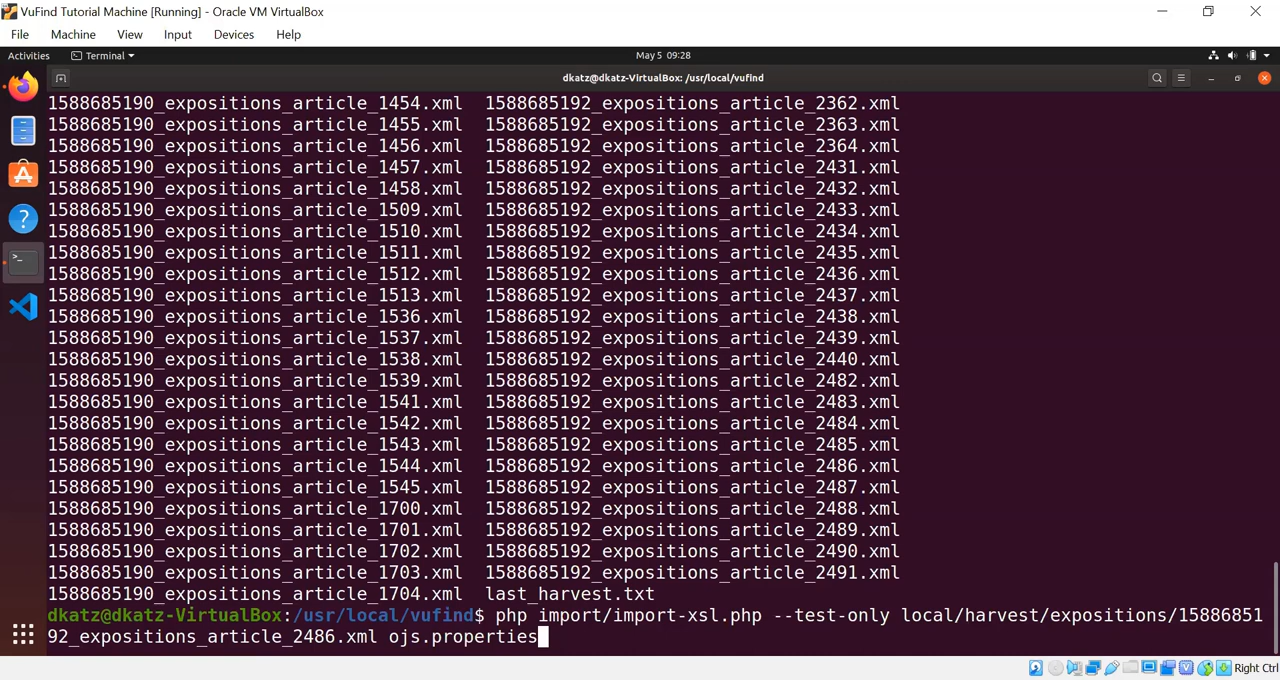 VuFind Tutorial Machine [Running] - Oracle VM VirtualBox
File Machine View Input Devices Help
Activities Terminal May 5 09:28
dkatz@dkatz-VirtualBox: /usr/local/vufind
1588685190_expositions_article_1454.xml 1588685192_expositions_article_2362.xml
1588685190_expositions_article_1455.xml 1588685192_expositions_article_2363.xml
1588685190_expositions_article_1456.xml 1588685192_expositions_article_2364.xml
1588685190_expositions_article_1457.xml 1588685192_expositions_article_2431.xml
1588685190_expositions_article_1458.xml 1588685192_expositions_article_2432.xml
1588685190_expositions_article_1509.xml 1588685192_expositions_article_2433.xml
1588685190_expositions_article_1510.xml 1588685192_expositions_article_2434.xml
1588685190_expositions_article_1511.xml 1588685192_expositions_article_2435.xml
1588685190_expositions_article_1512.xml 1588685192_expositions_article_2436.xml
1588685190_expositions_article_1513.xml 1588685192_expositions_article_2437.xml
1588685190_expositions_article_1536.xml 1588685192_expositions_article_2438.xml
1588685190_expositions_article_1537.xml 1588685192_expositions_article_2439.xml
1588685190_expositions_article_1538.xml 1588685192_expositions_article_2440.xml
1588685190_expositions_article_1539.xml 1588685192_expositions_article_2482.xml
1588685190_expositions_article_1541.xml 1588685192_expositions_article_2483.xml
1588685190_expositions_article_1542.xml 1588685192_expositions_article_2484.xml
1588685190_expositions_article_1543.xml 1588685192_expositions_article_2485.xml
1588685190_expositions_article_1544.xml 1588685192_expositions_article_2486.xml
1588685190_expositions_article_1545.xml 1588685192_expositions_article_2487.xml
1588685190_expositions_article_1700.xml 1588685192_expositions_article_2488.xml
1588685190_expositions_article_1701.xml 1588685192_expositions_article_2489.xml
1588685190_expositions_article_1702.xml 1588685192_expositions_article_2490.xml
1588685190_expositions_article_1703.xml 1588685192_expositions_article_2491.xml
1588685190_expositions_article_1704.xml last_harvest.txt
dkatz@dkatz-VirtualBox:/usr/local/vufind$ php import/import-xsl.php --test-only local/harvest/expositions/15886851
92_expositions_article_2486.xml ojs.properties
Right Ctrl